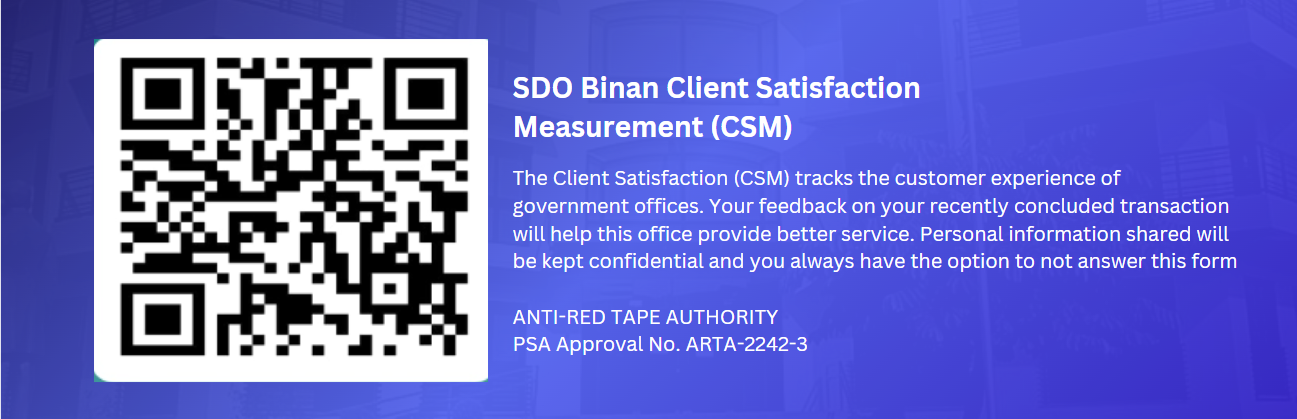 SDO Binan Client Satisfaction
Measurement (CSM)
The Client Satisfaction (CSM) tracks the customer experience of
government offices. Your feedback on your recently concluded transaction
will help this office provide better service. Personal information shared will
be kept confidential and you always have the option to not answer this form
ANTI-RED TAPE AUTHORITY
PSA Approval No. ARTA-2242-3